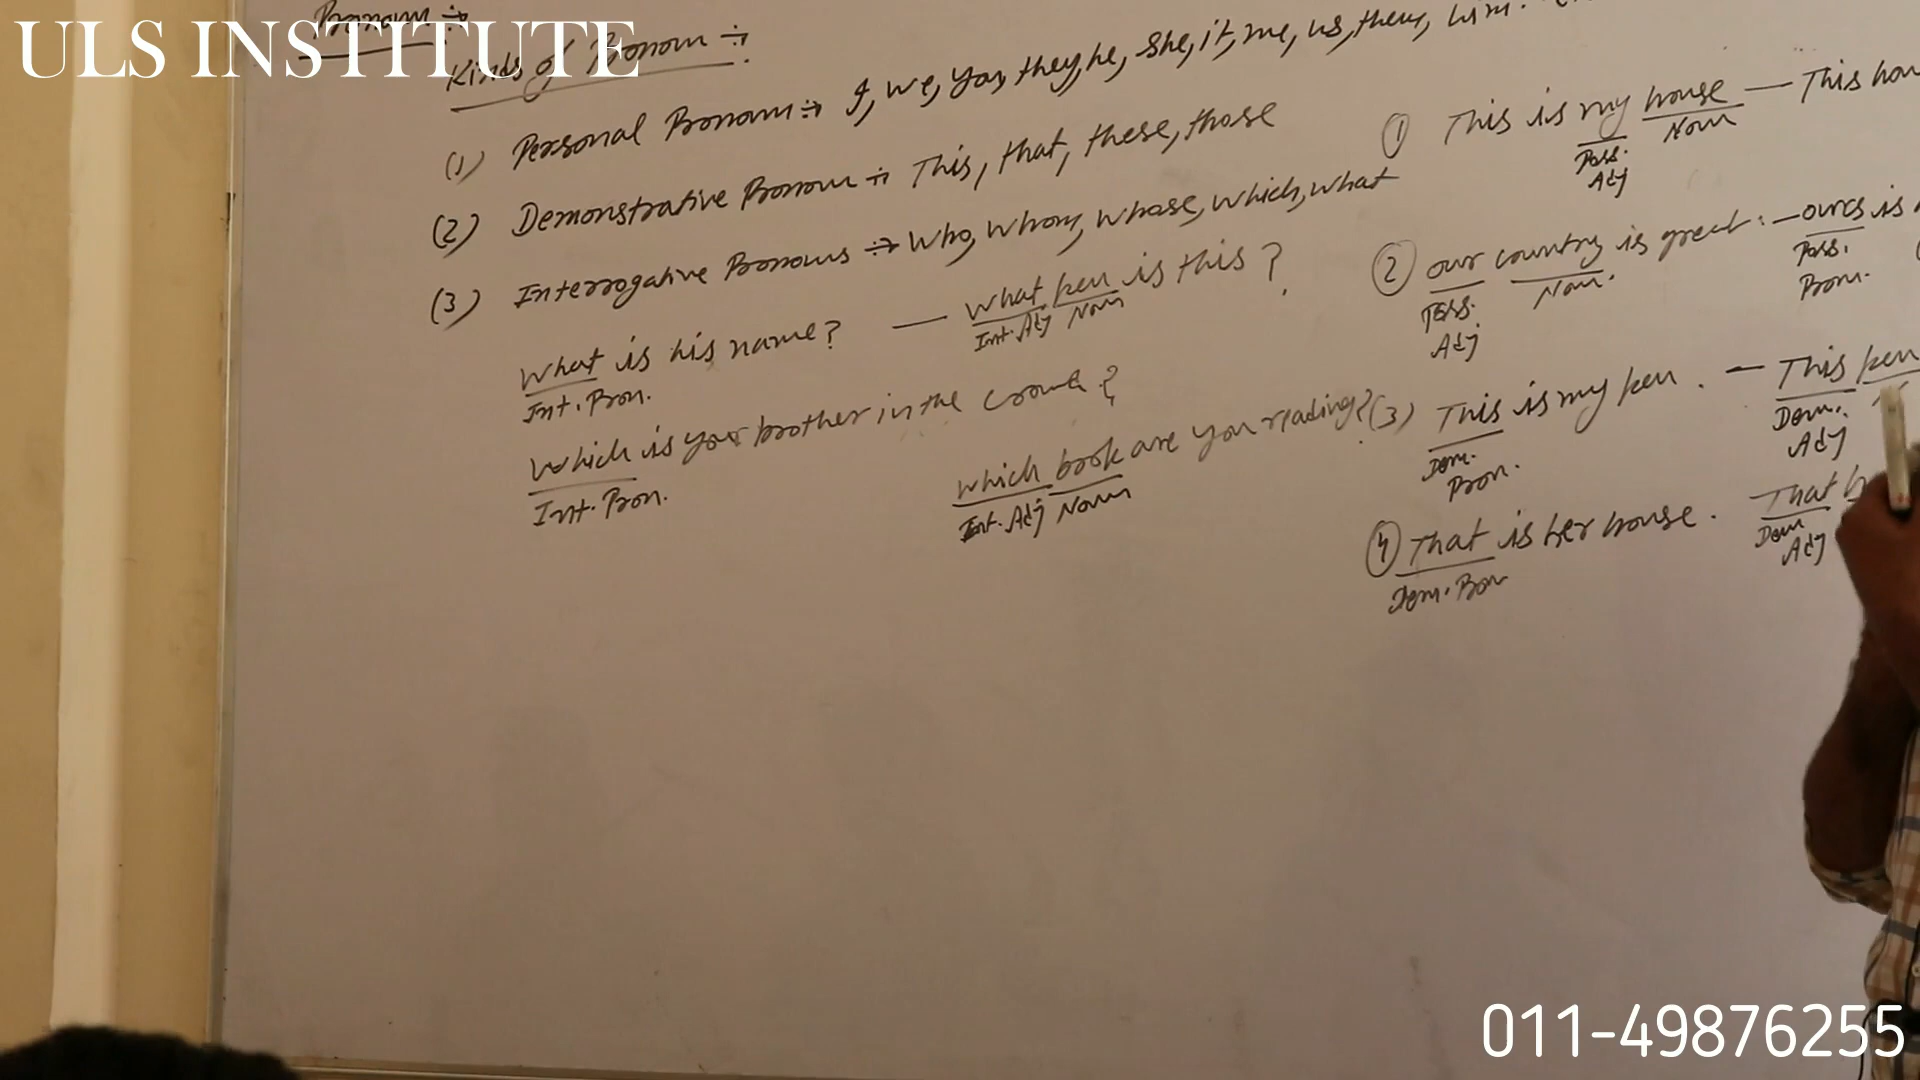 ULS INSTITUTE
Pronoun :-
Kinds of Pronoun :-
(1) Personal Pronoun :- I, we, you, they, he, she, it, me, us, them, him.
(2) Demonstrative Pronoun :- This, that, these, those
(3) Interrogative Pronouns :- Who, Whom, Whose, Which, What
What is his name? — What pen is this?
Int. Pron. Int. Adj Noun
Which is your brother in the crowd?
Int. Pron.
Which book are you reading?
Int. Adj Noun
① This is my house — This
Poss. Adj Noun
② our country is great. — ours is
Poss. Adj Noun. Poss. Pron.
(3) This is my pen. — This pen
Dem. Pron. Dem. Adj
④ That is her house. That
Dem. Pron Dem Adj
011-49876255